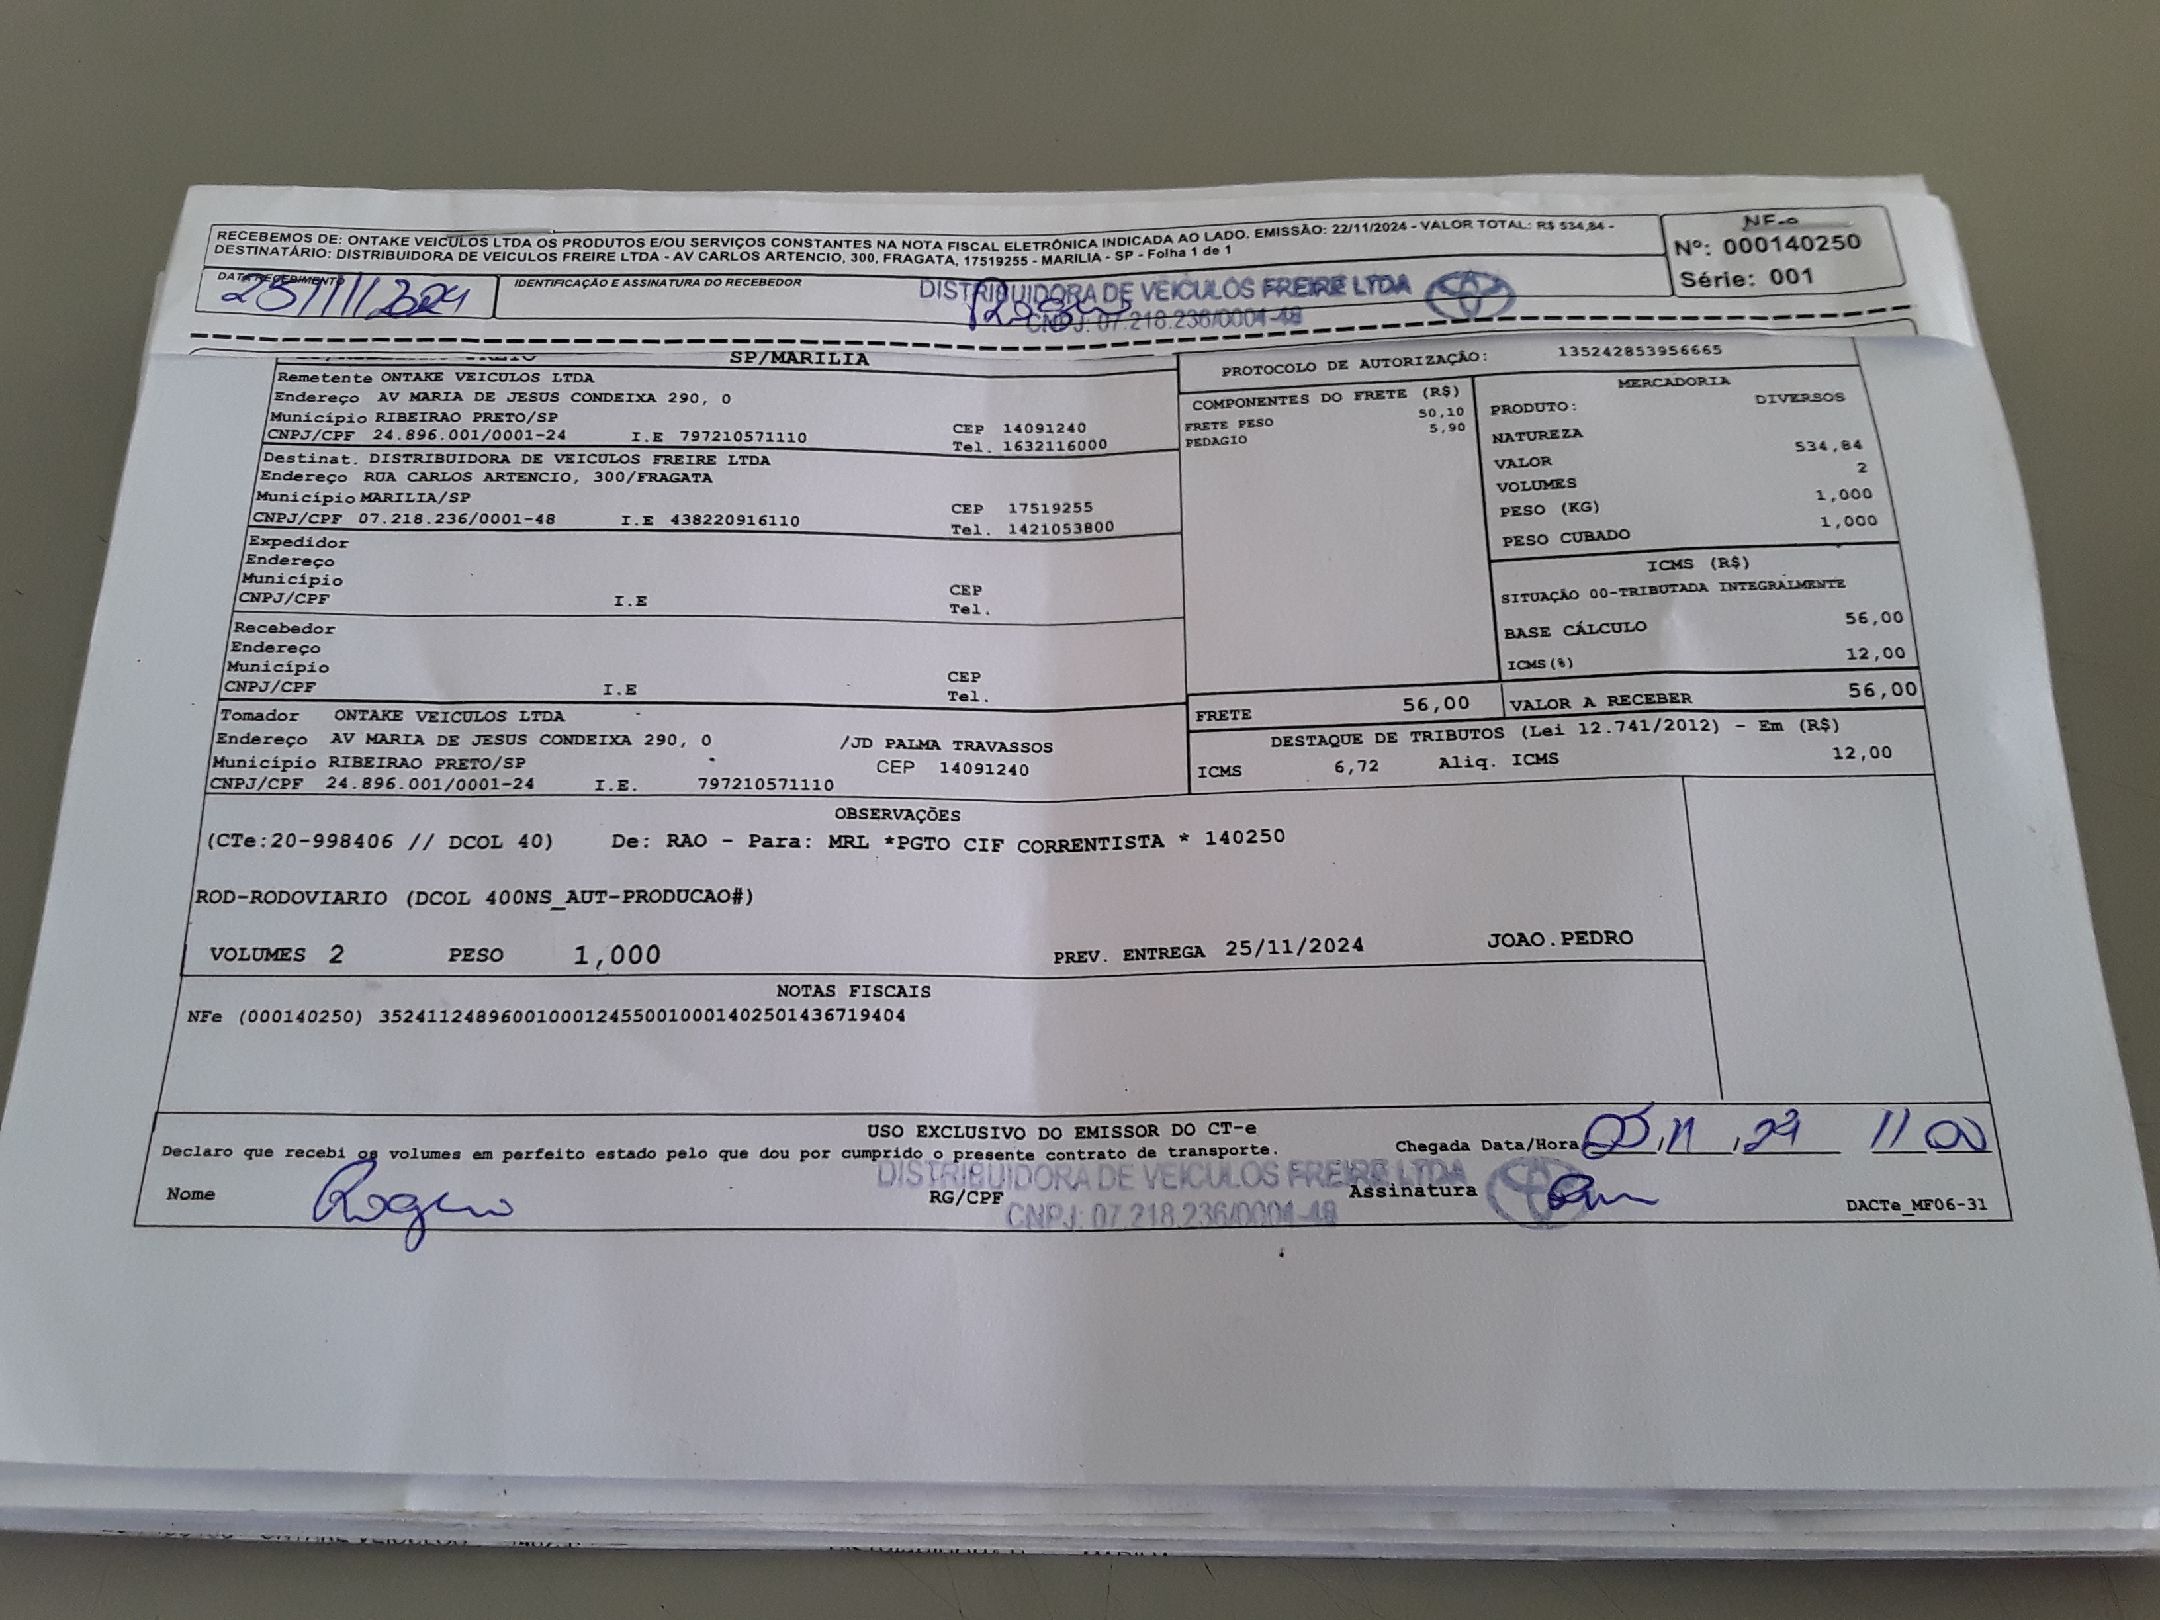 RECEBEMOS DE: ONTAKE VEICULOS LTDA OS PRODUTOS E/OU SERVIÇOS CONSTANTES NA NOTA FISCAL ELETRÔNICA INDICADA AO LADO. EMISSÃO: 22/11/2024 - VALOR TOTAL: R$ 534,84 -
DESTINATÁRIO: DISTRIBUIDORA DE VEICULOS FREIRE LTDA - AV CARLOS ARTENCIO, 300, FRAGATA, 17519255 - MARILIA - SP - Folha 1 de 1
NF-e
Nº: 000140250
Série: 001
DATA RECEBIMENTO
25/11/2024
IDENTIFICAÇÃO E ASSINATURA DO RECEBEDOR
DISTRIBUIDORA DE VEICULOS FREIRE LTDA
CNPJ: 07.218.236/0001-48
SP/MARILIA
PROTOCOLO DE AUTORIZAÇÃO: 135242853956665
Remetente ONTAKE VEICULOS LTDA
Endereço AV MARIA DE JESUS CONDEIXA 290, 0
Município RIBEIRAO PRETO/SP CEP 14091240
CNPJ/CPF 24.896.001/0001-24 I.E 797210571110 Tel. 1632116000
Destinat. DISTRIBUIDORA DE VEICULOS FREIRE LTDA
Endereço RUA CARLOS ARTENCIO, 300/FRAGATA
Município MARILIA/SP CEP 17519255
CNPJ/CPF 07.218.236/0001-48 I.E 438220916110 Tel. 1421053800
Expedidor
Endereço
Município CEP
CNPJ/CPF I.E Tel.
Recebedor
Endereço
Município CEP
CNPJ/CPF I.E Tel.
Tomador ONTAKE VEICULOS LTDA
Endereço AV MARIA DE JESUS CONDEIXA 290, 0 /JD PALMA TRAVASSOS
Município RIBEIRAO PRETO/SP CEP 14091240
CNPJ/CPF 24.896.001/0001-24 I.E. 797210571110
COMPONENTES DO FRETE (R$)
FRETE PESO 50,10
PEDAGIO 5,90
MERCADORIA
PRODUTO: DIVERSOS
NATUREZA
VALOR 534,84
VOLUMES 2
PESO (KG) 1,000
PESO CUBADO 1,000
ICMS (R$)
SITUAÇÃO 00-TRIBUTADA INTEGRALMENTE
BASE CÁLCULO 56,00
ICMS(%) 12,00
FRETE 56,00 VALOR A RECEBER 56,00
DESTAQUE DE TRIBUTOS (Lei 12.741/2012) - Em (R$)
ICMS 6,72 Aliq. ICMS 12,00
OBSERVAÇÕES
(CTe:20-998406 // DCOL 40) De: RAO - Para: MRL *PGTO CIF CORRENTISTA * 140250
ROD-RODOVIARIO (DCOL 400NS_AUT-PRODUCAO#)
VOLUMES 2 PESO 1,000 PREV. ENTREGA 25/11/2024 JOAO.PEDRO
NOTAS FISCAIS
NFe (000140250) 35241124896001000124550010001402501436719404
USO EXCLUSIVO DO EMISSOR DO CT-e
Declaro que recebi os volumes em perfeito estado pelo que dou por cumprido o presente contrato de transporte. Chegada Data/Hora 25/11/24 11 00
DISTRIBUIDORA DE VEICULOS FREIRE LTDA
Nome RG/CPF Assinatura
CNPJ: 07.218.236/0001-48
DACTe_MF06-31